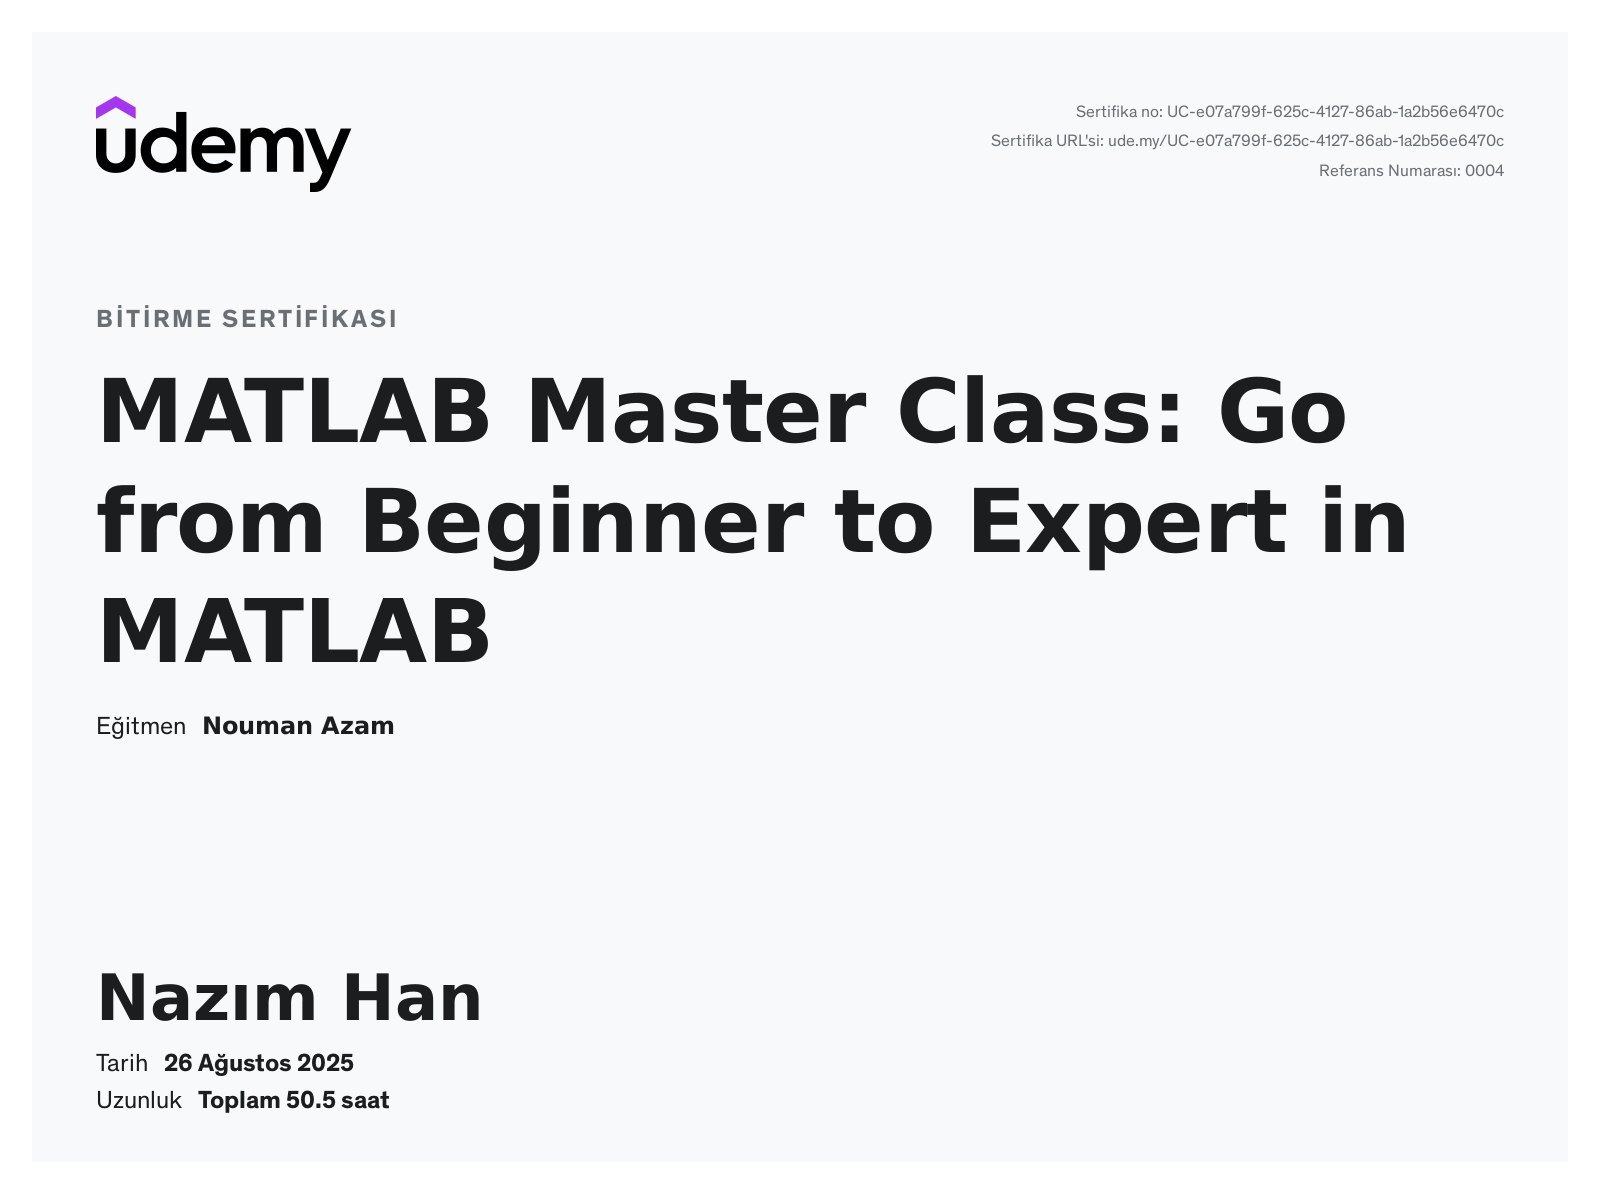 udemy
Sertifika no: UC-e07a799f-625c-4127-86ab-1a2b56e6470c
Sertifika URL'si: ude.my/UC-e07a799f-625c-4127-86ab-1a2b56e6470c
Referans Numarası: 0004
BİTİRME SERTİFİKASI
MATLAB Master Class: Go
from Beginner to Expert in
MATLAB
Eğitmen Nouman Azam
Nazım Han
Tarih 26 Ağustos 2025
Uzunluk Toplam 50.5 saat